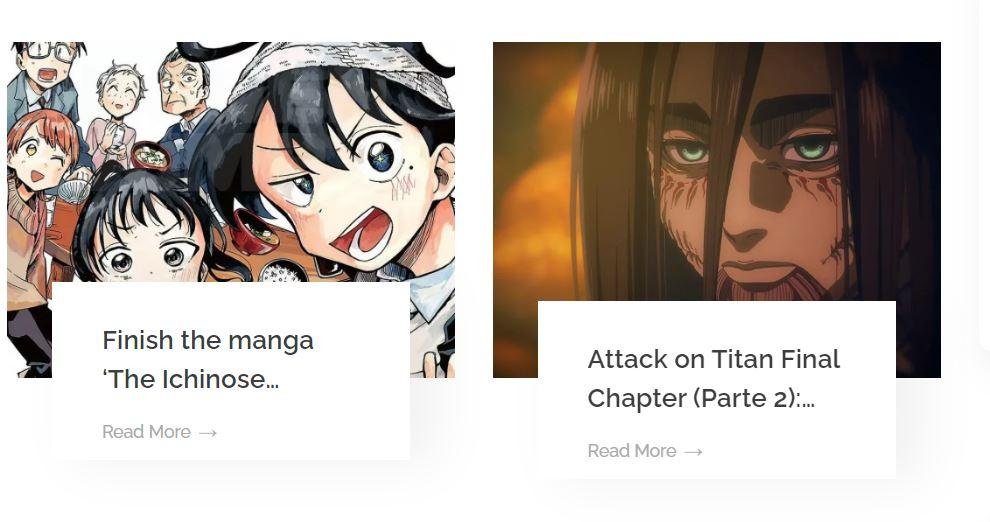 Finish the manga
‘The Ichinose...
Read More →
Attack on Titan Final
Chapter (Parte 2):...
Read More →